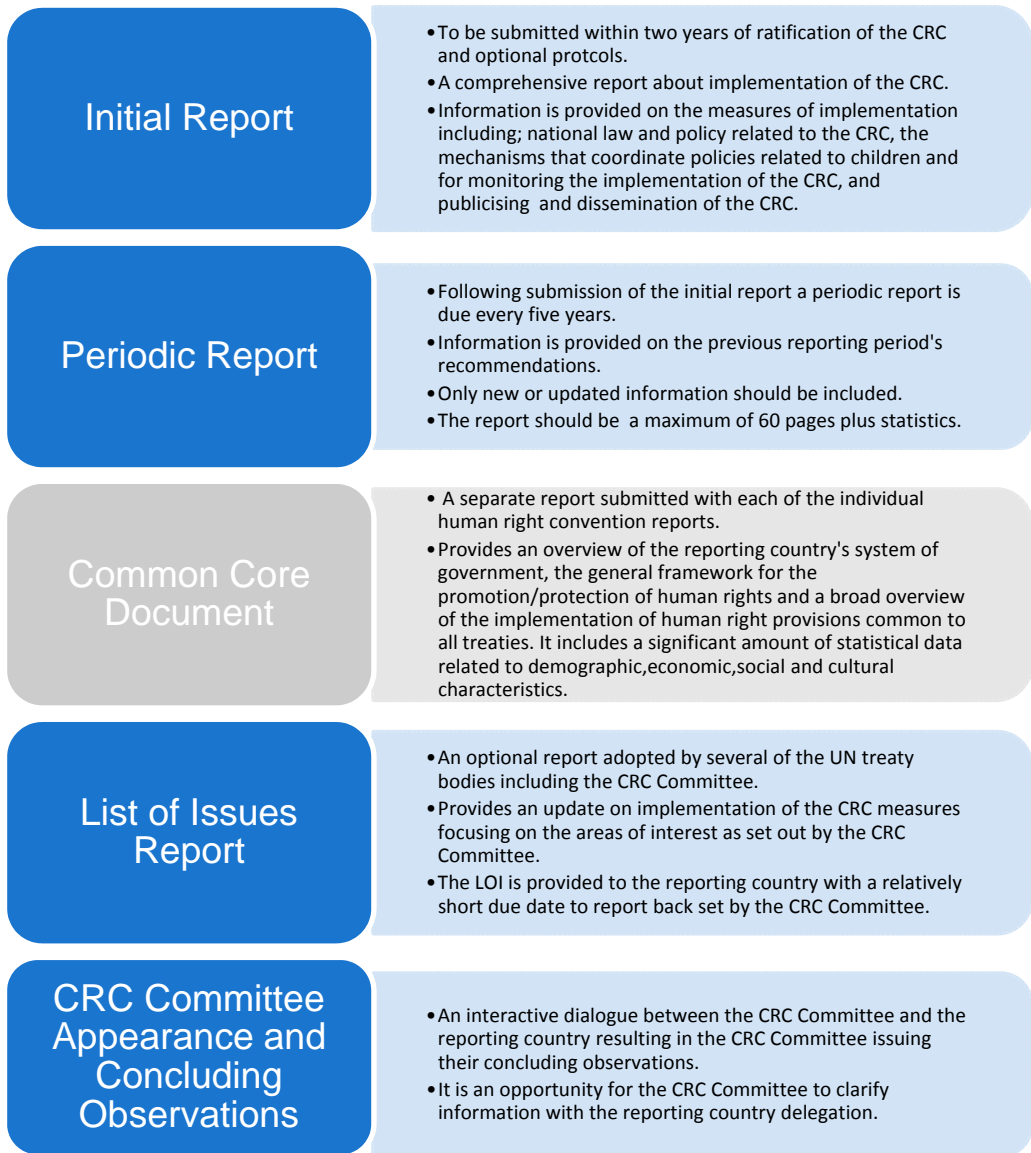 Initial Report
•To be submitted within two years of ratification of the CRC
and optional protcols.
•A comprehensive report about implementation of the CRC.
•Information is provided on the measures of implementation
including; national law and policy related to the CRC, the
mechanisms that coordinate policies related to children and
for monitoring the implementation of the CRC, and
publicising and dissemination of the CRC.
Periodic Report
•Following submission of the initial report a periodic report is
due every five years.
•Information is provided on the previous reporting period's
recommendations.
•Only new or updated information should be included.
•The report should be a maximum of 60 pages plus statistics.
Common Core
Document
• A separate report submitted with each of the individual
human right convention reports.
•Provides an overview of the reporting country's system of
government, the general framework for the
promotion/protection of human rights and a broad overview
of the implementation of human right provisions common to
all treaties. It includes a significant amount of statistical data
related to demographic,economic,social and cultural
characteristics.
List of Issues
Report
•An optional report adopted by several of the UN treaty
bodies including the CRC Committee.
•Provides an update on implementation of the CRC measures
focusing on the areas of interest as set out by the CRC
Committee.
•The LOI is provided to the reporting country with a relatively
short due date to report back set by the CRC Committee.
CRC Committee
Appearance and
Concluding
Observations
•An interactive dialogue between the CRC Committee and the
reporting country resulting in the CRC Committee issuing
their concluding observations.
•It is an opportunity for the CRC Committee to clarify
information with the reporting country delegation.